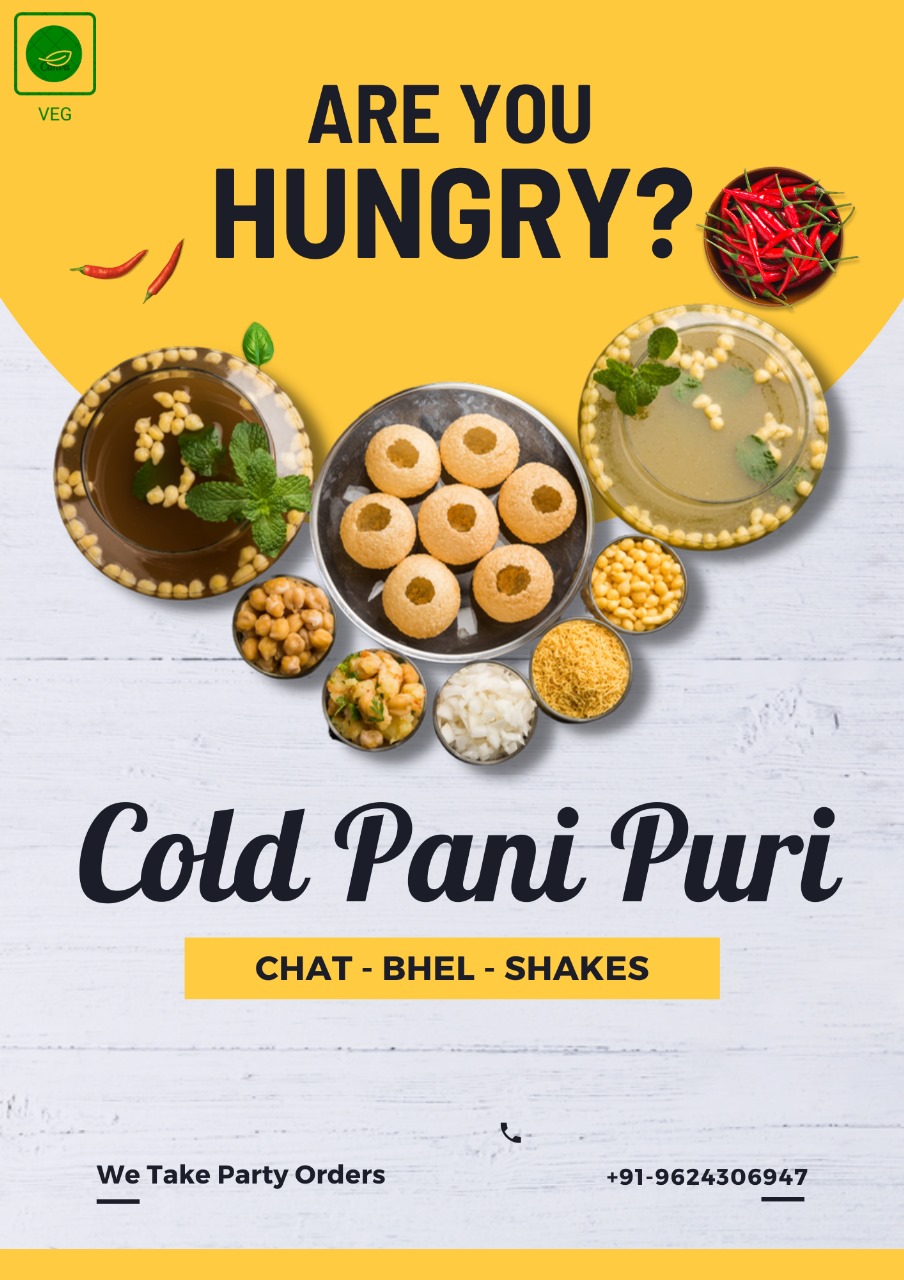 VEG
ARE YOU
HUNGRY?
Cold Pani Puri
CHAT - BHEL - SHAKES
We Take Party Orders
+91-9624306947